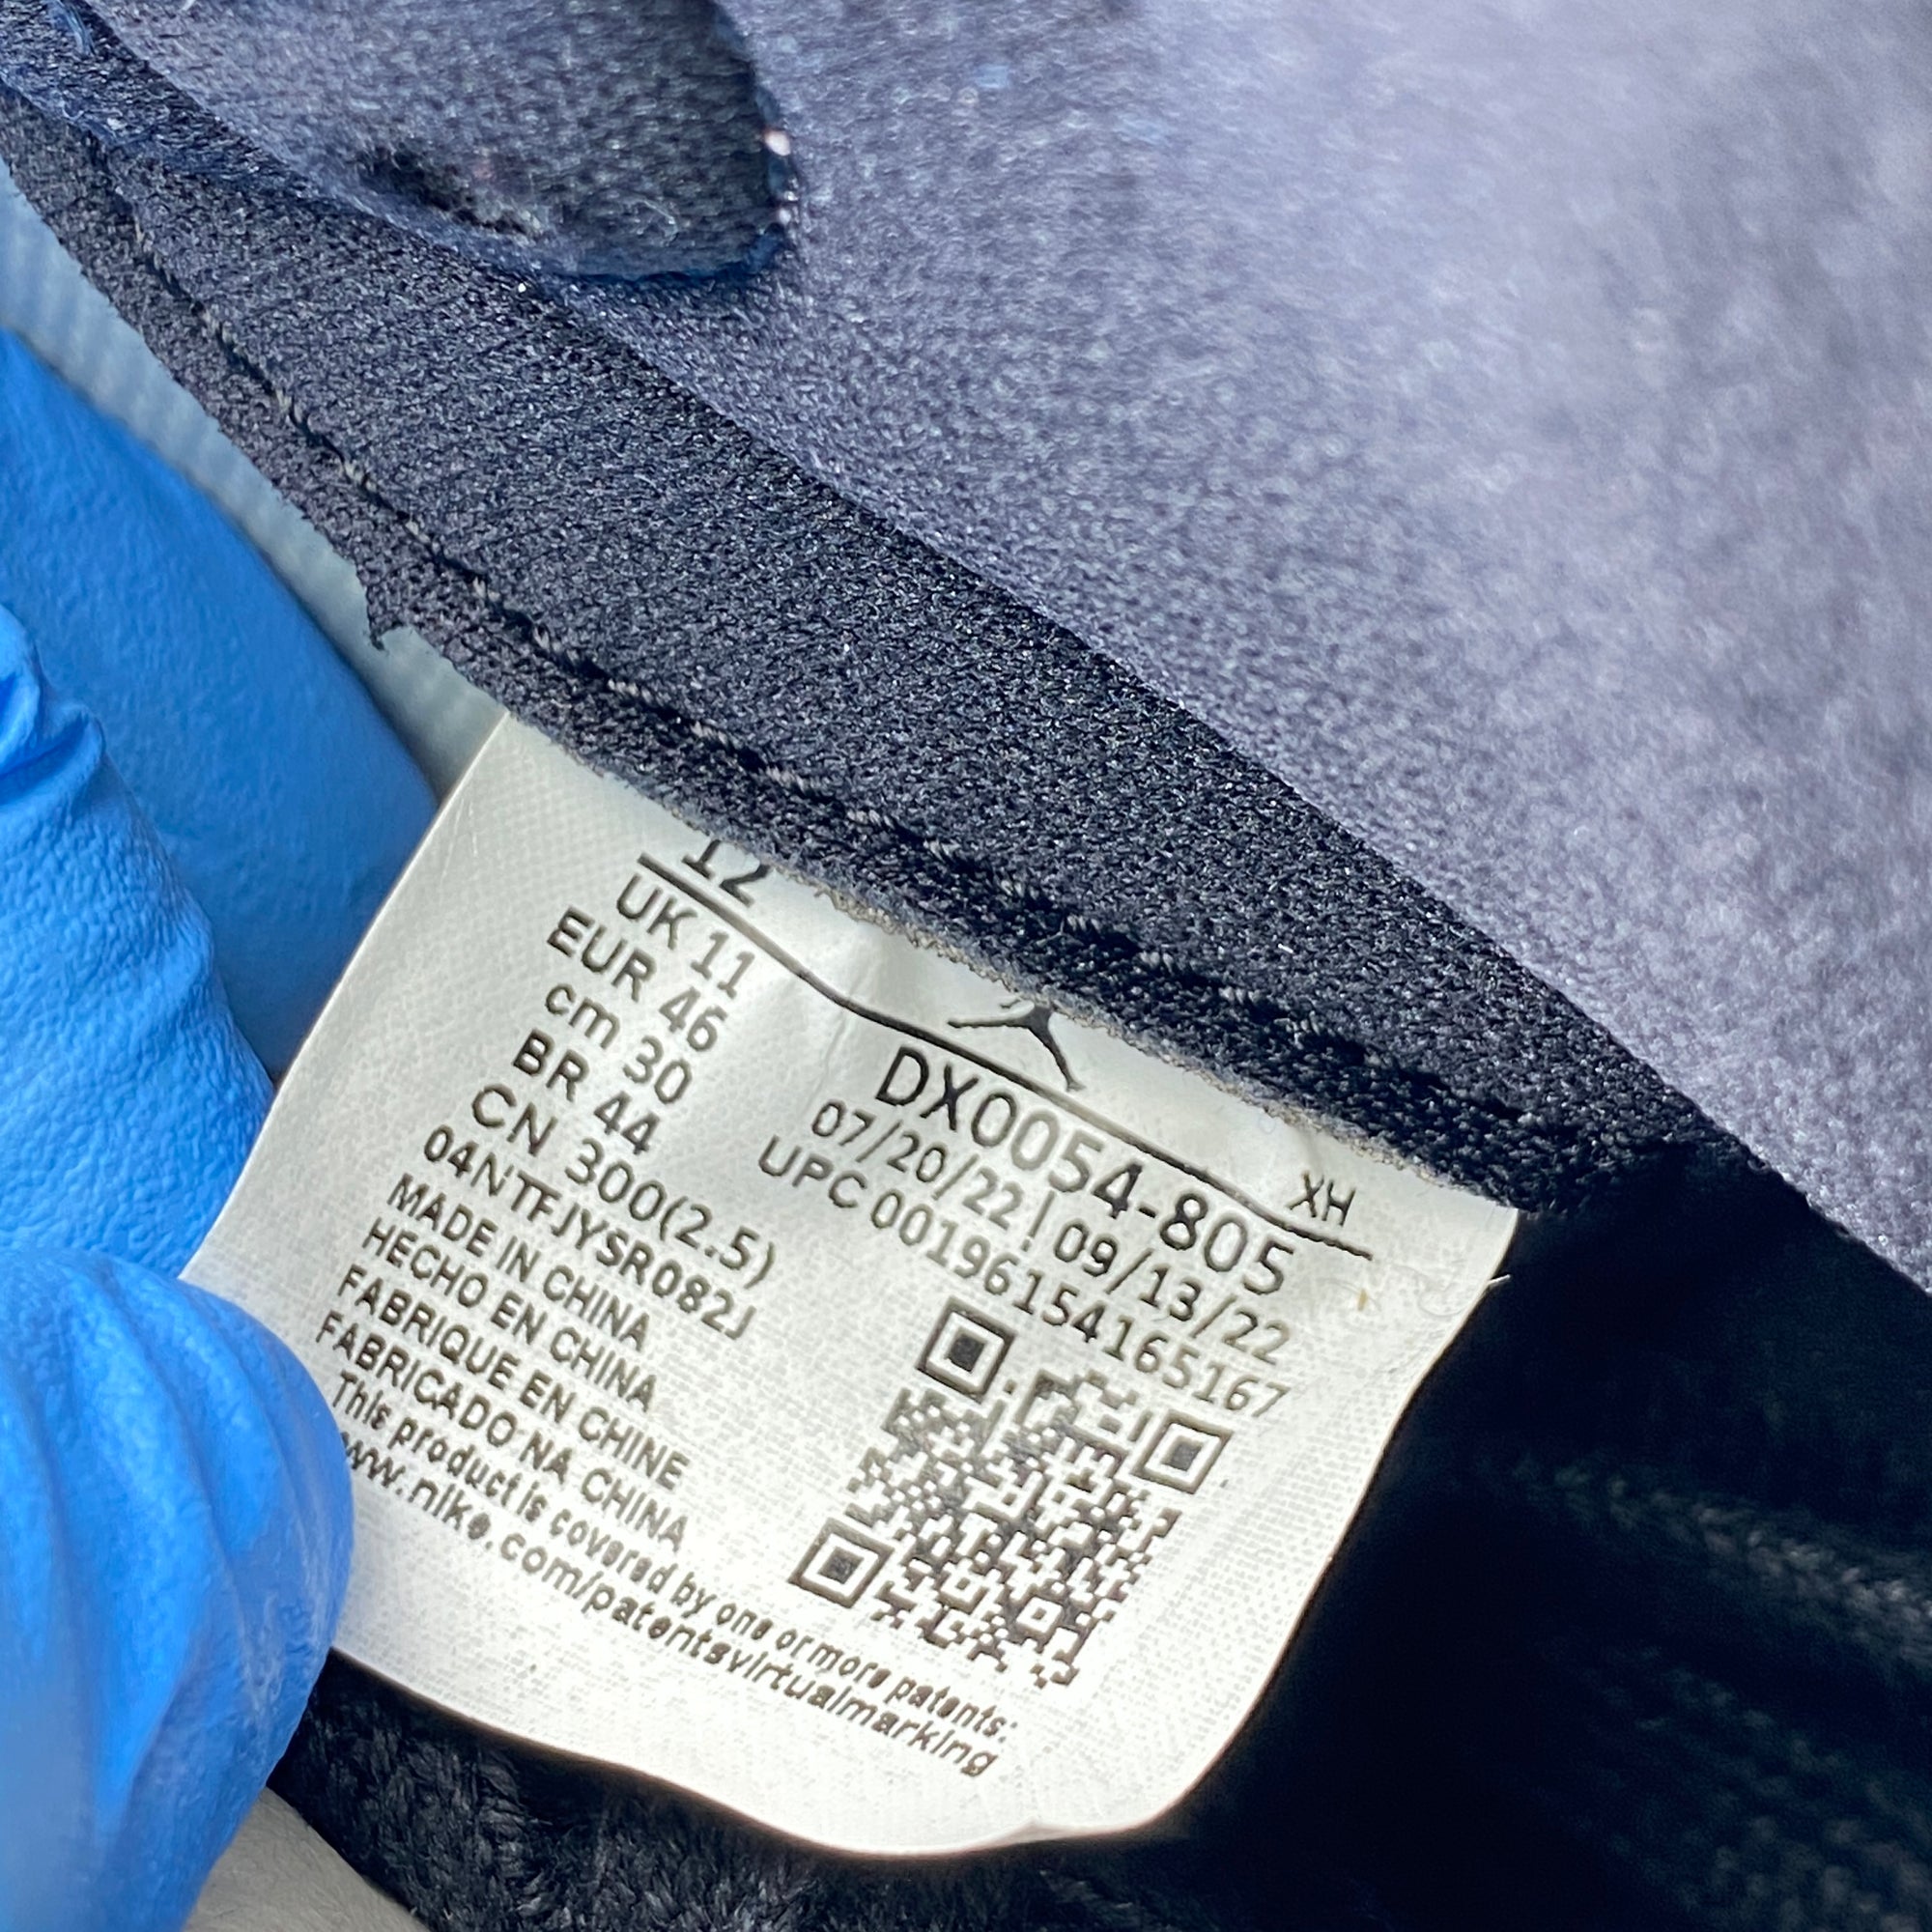 12
UK 11
EUR 46
cm 30
BR 44
CN 300(2.5)
04NTFJYSR082J
MADE IN CHINA
HECHO EN CHINA
FABRIQUE EN CHINE
FABRICADO NA CHINA
This product is covered by one or more patents:
www.nike.com/patentsvirtualmarking
XH
DX0054-805
07/20/22 | 09/13/22
UPC 00196154165167